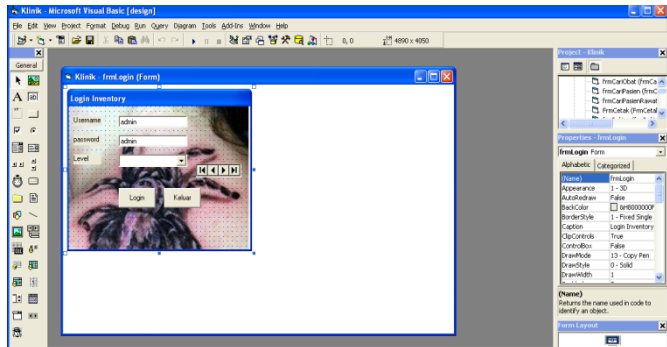 Klinik - Microsoft Visual Basic [design]
File Edit View Project Format Debug Run Query Diagram Tools Add-Ins Window Help
0, 0 4890 x 4050
General
Klinik - frmLogin (Form)
Login Inventory
Username admin
password admin
Level
Login Keluar
Project - Klinik
frmCariObat (frmCa
frmCariPasien (frmC
frmCariPasienRawat
frmCetak (FrmCetal
Properties - frmLogin
frmLogin Form
Alphabetic Categorized
(Name) frmLogin
Appearance 1 - 3D
AutoRedraw False
BackColor &H8000000F
BorderStyle 1 - Fixed Single
Caption Login Inventory
ClipControls True
ControlBox False
DrawMode 13 - Copy Pen
DrawStyle 0 - Solid
DrawWidth 1
(Name)
Returns the name used in code to
identify an object.
Form Layout